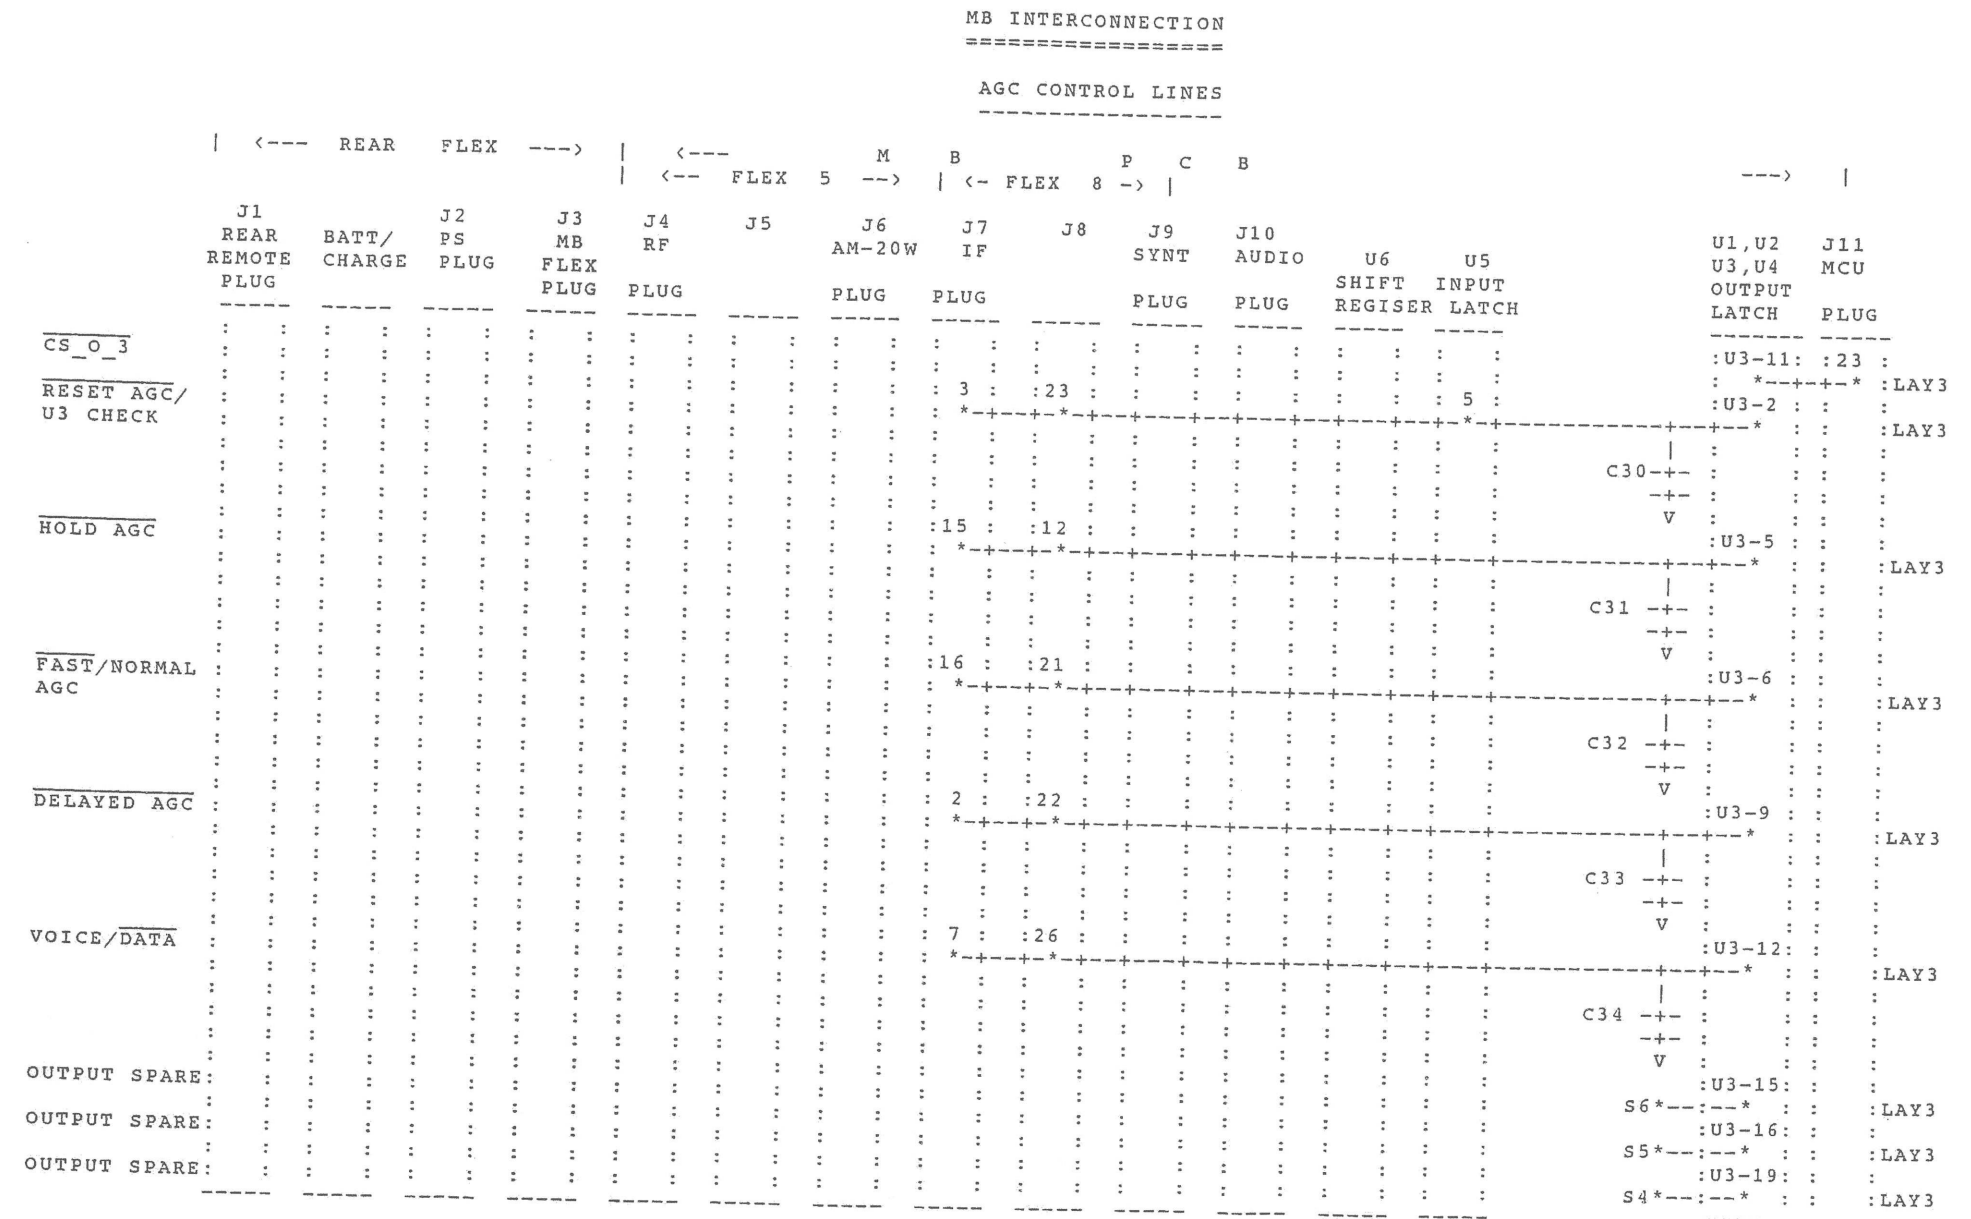 MB INTERCONNECTION
==================
AGC CONTROL LINES
-----------------
| <--- REAR FLEX ---> | <--- M B P C B ---> |
| <-- FLEX 5 --> | <- FLEX 8 -> |
J1 J2 J3 J4 J5 J6 J7 J8 J9 J10 U1,U2 J11
REAR BATT/ PS MB RF AM-20W IF SYNT AUDIO U6 U5 U3,U4 MCU
REMOTE CHARGE PLUG FLEX SHIFT INPUT OUTPUT
PLUG PLUG PLUG PLUG PLUG PLUG PLUG REGISER LATCH LATCH PLUG
CS_O_3 :U3-11: :23 :
*--+-+-* :LAY3
RESET AGC/ 3 : :23 5 :U3-2 :
U3 CHECK *-+--+-*-+ :LAY3
C30-+-
-+-
V
HOLD AGC :15 : :12 : :U3-5 :
:LAY3
C31 -+-
-+-
V
FAST/NORMAL :16 : :21 : :U3-6 :
AGC :LAY3
C32 -+-
-+-
V
DELAYED AGC : 2 : :22 : :U3-9 :
:LAY3
C33 -+-
-+-
V
VOICE/DATA : 7 : :26 : :U3-12:
:LAY3
C34 -+-
-+-
V
OUTPUT SPARE: :U3-15:
S6*--:--* :LAY3
OUTPUT SPARE: :U3-16:
S5*--:--* :LAY3
OUTPUT SPARE: :U3-19:
S4*--:--* :LAY3